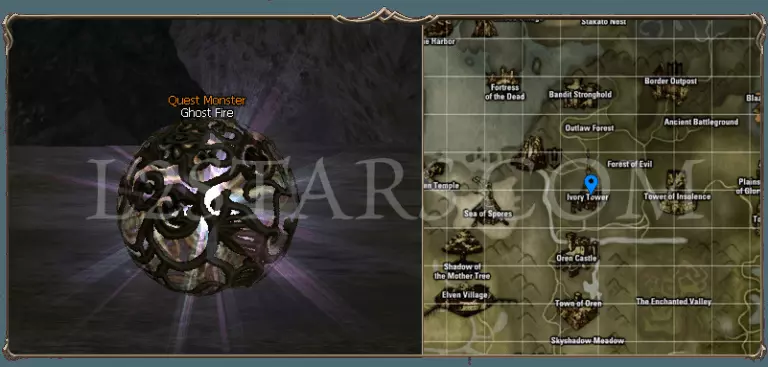 Quest Monster
Ghost Fire
L2STARS.COM
Stakato Nest
e Harbor
Fortress
of the Dead
Bandit Stronghold
Border Outpost
Outlaw Forest
Ancient Battleground
Forest of Evil
en Temple
Ivory Tower
Tower of Insolence
Plains
of Glor
Sea of Spores
Shadow of
the Mother Tree
Oren Castle
Elven Village
Town of Oren
The Enchanted Valley
Skyshadow Meadow